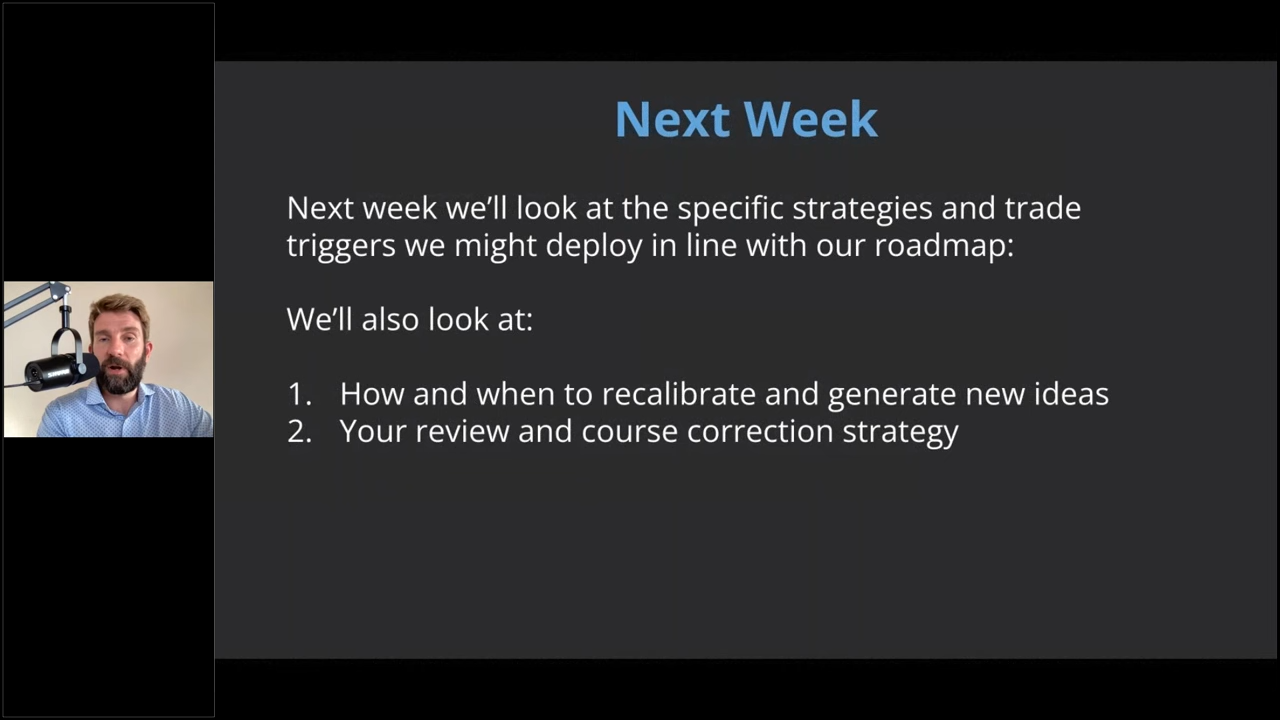 Next Week
Next week we’ll look at the specific strategies and trade
triggers we might deploy in line with our roadmap:
We’ll also look at:
1. How and when to recalibrate and generate new ideas
2. Your review and course correction strategy